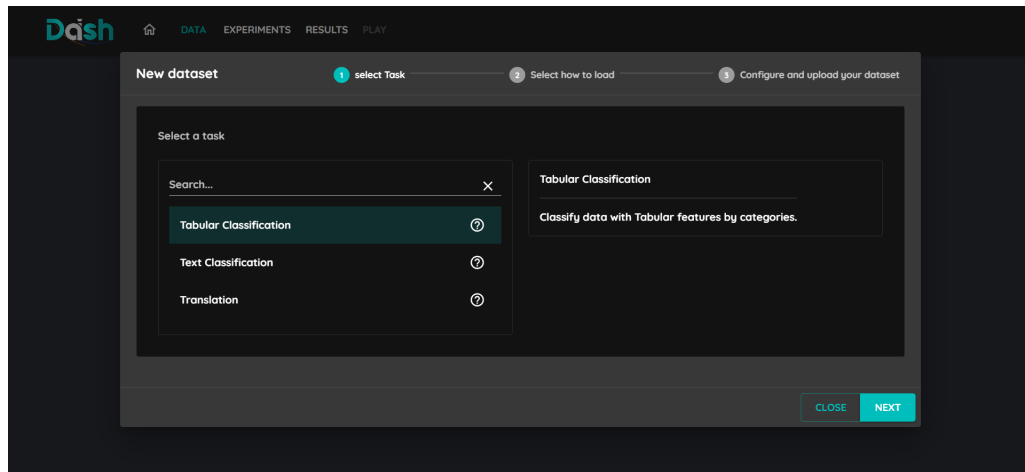 Dash
DATA EXPERIMENTS RESULTS PLAY
New dataset
1 select Task
2 Select how to load
3 Configure and upload your dataset
Select a task
Search...
Tabular Classification
Text Classification
Translation
Tabular Classification
Classify data with Tabular features by categories.
CLOSE
NEXT